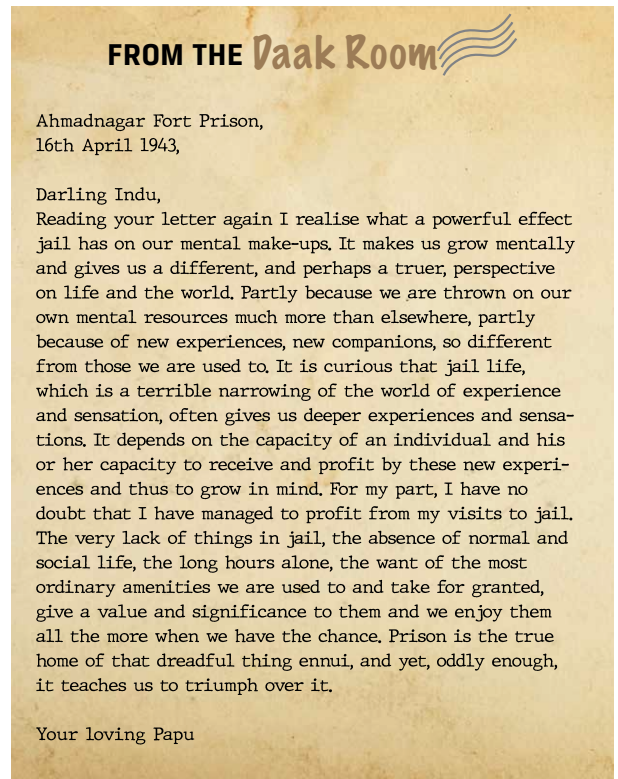 FROM THE Daak Room
Ahmadnagar Fort Prison,
16th April 1943,
Darling Indu,
Reading your letter again I realise what a powerful effect
jail has on our mental make-ups. It makes us grow mentally
and gives us a different, and perhaps a truer, perspective
on life and the world. Partly because we are thrown on our
own mental resources much more than elsewhere, partly
because of new experiences, new companions, so different
from those we are used to. It is curious that jail life,
which is a terrible narrowing of the world of experience
and sensation, often gives us deeper experiences and sensa-
tions. It depends on the capacity of an individual and his
or her capacity to receive and profit by these new experi-
ences and thus to grow in mind. For my part, I have no
doubt that I have managed to profit from my visits to jail.
The very lack of things in jail, the absence of normal and
social life, the long hours alone, the want of the most
ordinary amenities we are used to and take for granted,
give a value and significance to them and we enjoy them
all the more when we have the chance. Prison is the true
home of that dreadful thing ennui, and yet, oddly enough,
it teaches us to triumph over it.
Your loving Papu